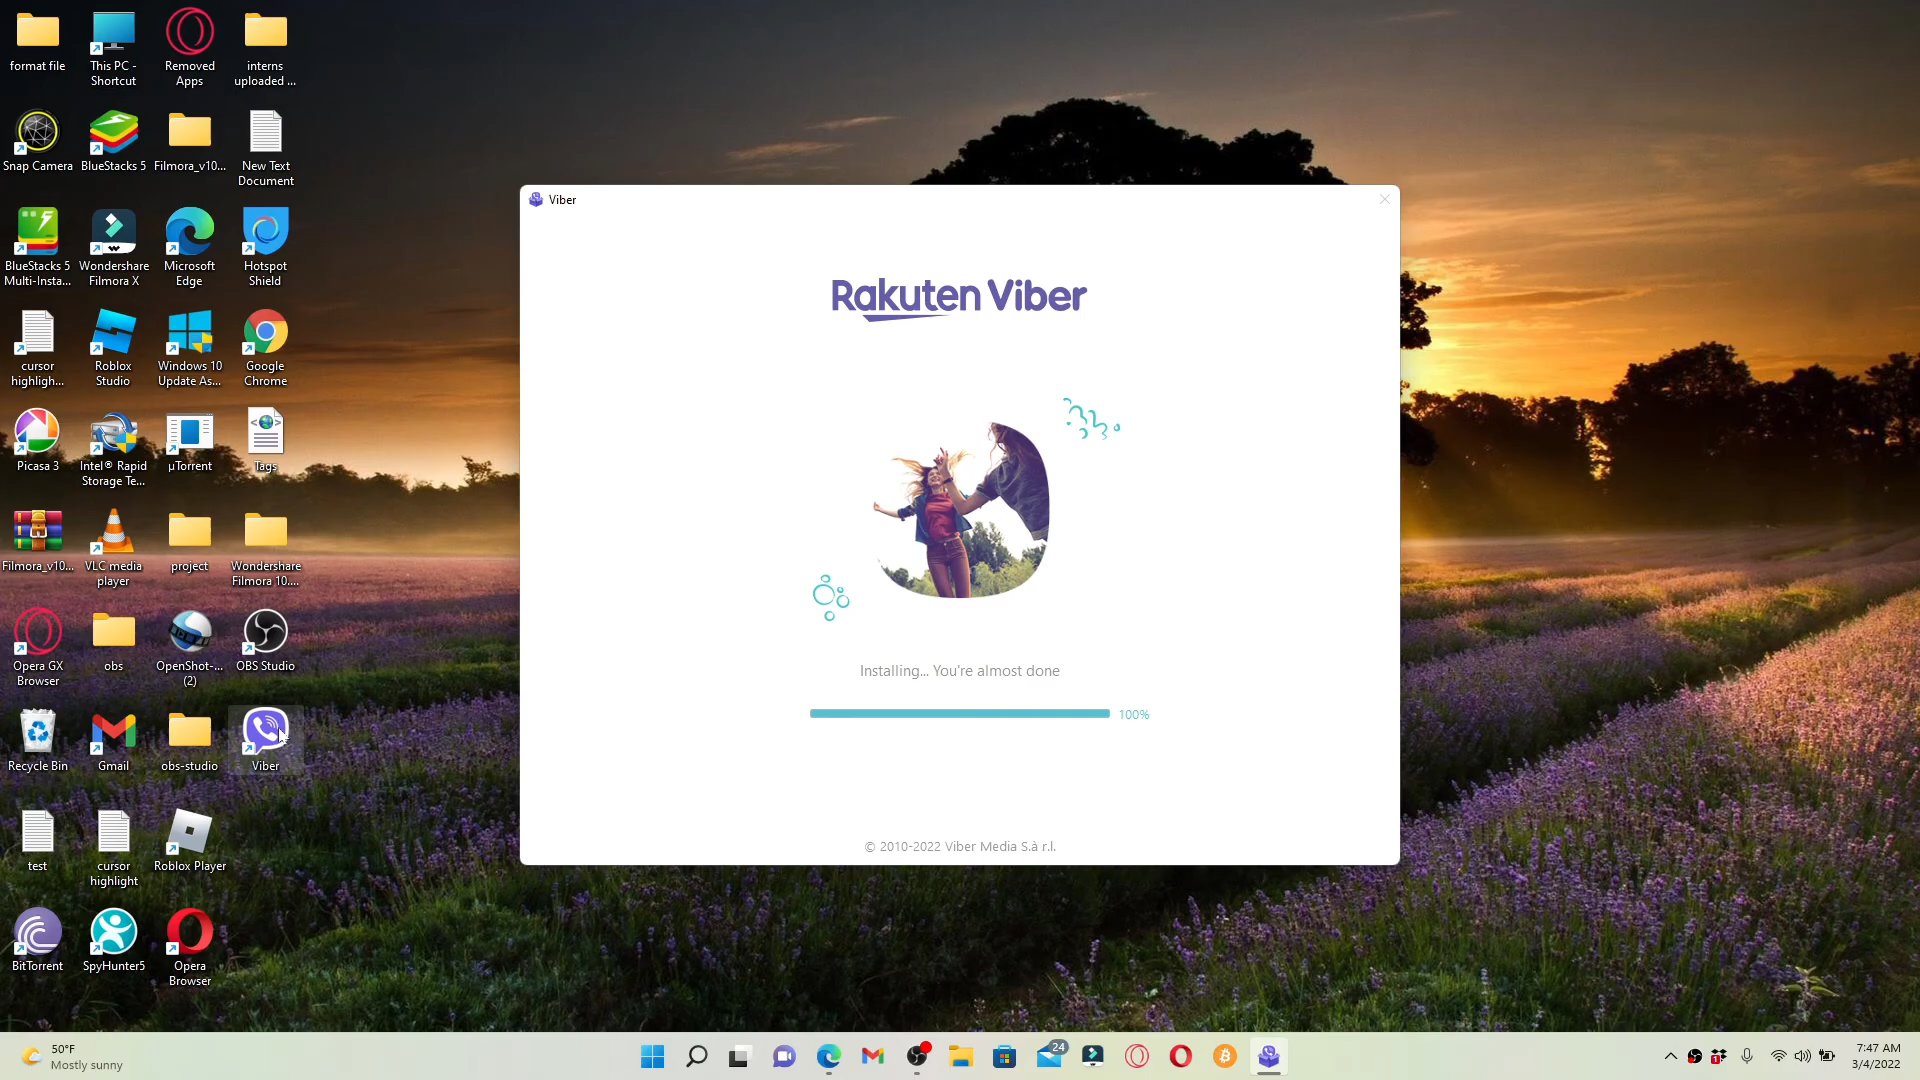 format file
This PC -
Shortcut
Removed
Apps
interns
uploaded ...
Snap Camera
BlueStacks 5
Filmora_v10...
New Text
Document
BlueStacks 5
Multi-Insta...
Wondershare
Filmora X
Microsoft
Edge
Hotspot
Shield
cursor
highligh...
Roblox
Studio
Windows 10
Update As...
Google
Chrome
Picasa 3
Intel® Rapid
Storage Te...
µTorrent
Tags
Filmora_v10...
VLC media
player
project
Wondershare
Filmora 10....
Opera GX
Browser
obs
OpenShot-...
(2)
OBS Studio
Recycle Bin
Gmail
obs-studio
Viber
test
cursor
highlight
Roblox Player
BitTorrent
SpyHunter5
Opera
Browser
Viber
Rakuten Viber
Installing... You're almost done
100%
© 2010-2022 Viber Media S.à r.l.
50°F
Mostly sunny
24
1
7:47 AM
3/4/2022